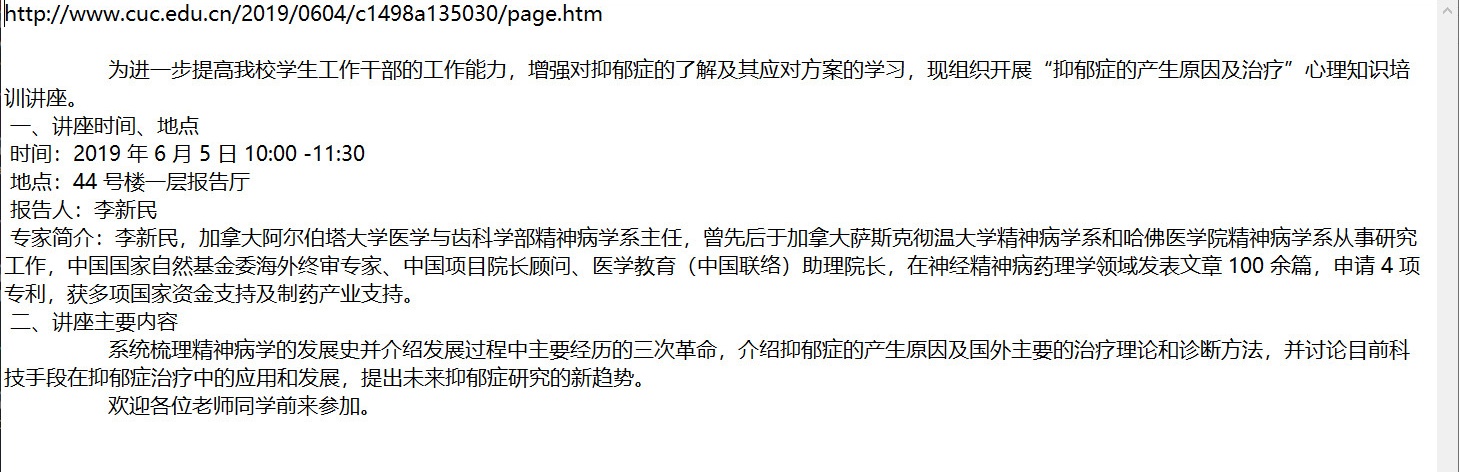 http://www.cuc.edu.cn/2019/0604/c1498a135030/page.htm
为进一步提高我校学生工作干部的工作能力，增强对抑郁症的了解及其应对方案的学习，现组织开展“抑郁症的产生原因及治疗”心理知识培
训讲座。
一、讲座时间、地点
时间：2019 年 6 月 5 日 10:00 -11:30
地点：44 号楼一层报告厅
报告人：李新民
专家简介：李新民，加拿大阿尔伯塔大学医学与齿科学部精神病学系主任，曾先后于加拿大萨斯克彻温大学精神病学系和哈佛医学院精神病学系从事研究
工作，中国国家自然基金委海外终审专家、中国项目院长顾问、医学教育（中国联络）助理院长，在神经精神病药理学领域发表文章 100 余篇，申请 4 项
专利，获多项国家资金支持及制药产业支持。
二、讲座主要内容
系统梳理精神病学的发展史并介绍发展过程中主要经历的三次革命，介绍抑郁症的产生原因及国外主要的治疗理论和诊断方法，并讨论目前科
技手段在抑郁症治疗中的应用和发展，提出未来抑郁症研究的新趋势。
欢迎各位老师同学前来参加。